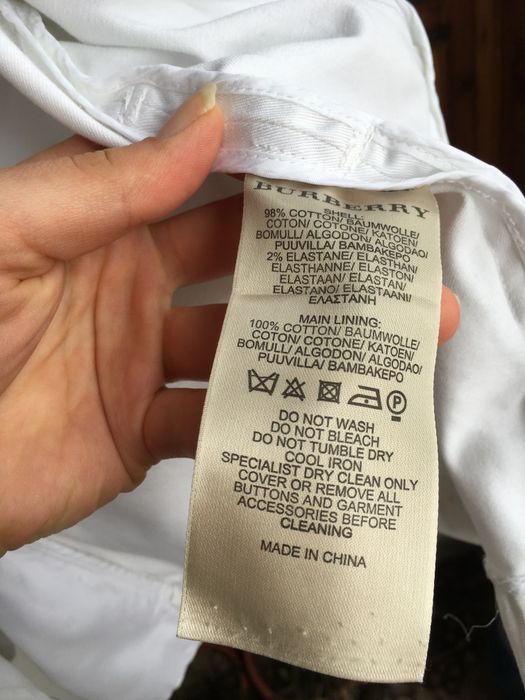 BURBERRY
SHELL:
98% COTTON/ BAUMWOLLE/
COTON/ COTONE/ KATOEN/
BOMULL/ ALGODON/ ALGODAO/
PUUVILLA/ BAMBAKEPO
2% ELASTANE/ ELASTHAN/
ELASTHANNE/ ELASTON/
ELASTAAN/ ELASTAN/
ELASTANO/ ELASTAANI/
ΕΛΑΣΤΑΝΗ
MAIN LINING:
100% COTTON/ BAUMWOLLE/
COTON/ COTONE/ KATOEN/
BOMULL/ ALGODON/ ALGODAO/
PUUVILLA/ BAMBAKEPO
P
DO NOT WASH
DO NOT BLEACH
DO NOT TUMBLE DRY
COOL IRON
SPECIALIST DRY CLEAN ONLY
COVER OR REMOVE ALL
BUTTONS AND GARMENT
ACCESSORIES BEFORE
CLEANING
MADE IN CHINA